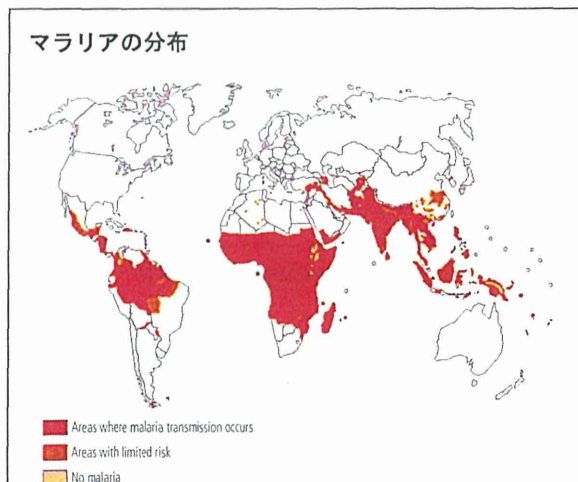 マラリアの分布
Areas where malaria transmission occurs
Areas with limited risk
No malaria